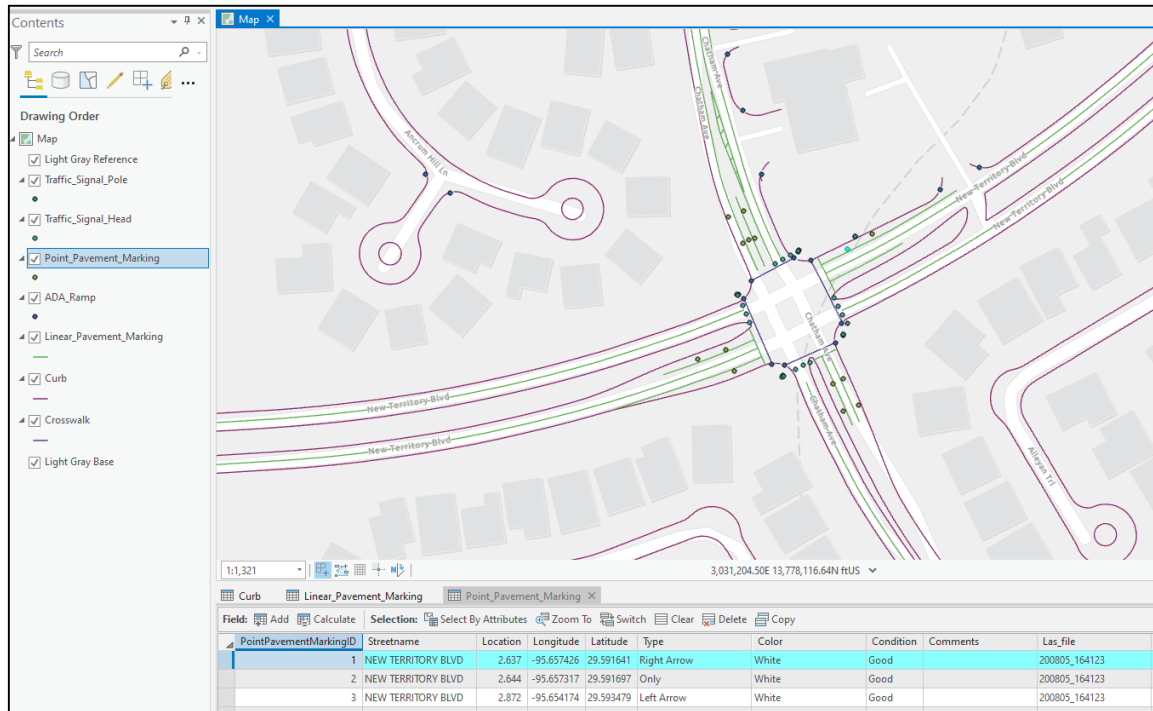 Contents
Search
Drawing Order
Map
Light Gray Reference
Traffic_Signal_Pole
Traffic_Signal_Head
Point_Pavement_Marking
ADA_Ramp
Linear_Pavement_Marking
Curb
Crosswalk
Light Gray Base
Map
Chatham Ave
Chatham Ave
Ancrum Hill Ln
New Territory Blvd
New Territory Blvd
Chatham Ave
New Territory Blvd
New Territory Blvd
Chatham Ave
Alleyan Trl
1:1,321
3,031,204.50E 13,778,116.64N ftUS
Curb Linear_Pavement_Marking Point_Pavement_Marking
Field: Add Calculate Selection: Select By Attributes Zoom To Switch Clear Delete Copy
PointPavementMarkingID Streetname Location Longitude Latitude Type Color Condition Comments Las_file
1 NEW TERRITORY BLVD 2.637 -95.657426 29.591641 Right Arrow White Good 200805_164123
2 NEW TERRITORY BLVD 2.644 -95.657317 29.591697 Only White Good 200805_164123
3 NEW TERRITORY BLVD 2.872 -95.654174 29.593479 Left Arrow White Good 200805_164123